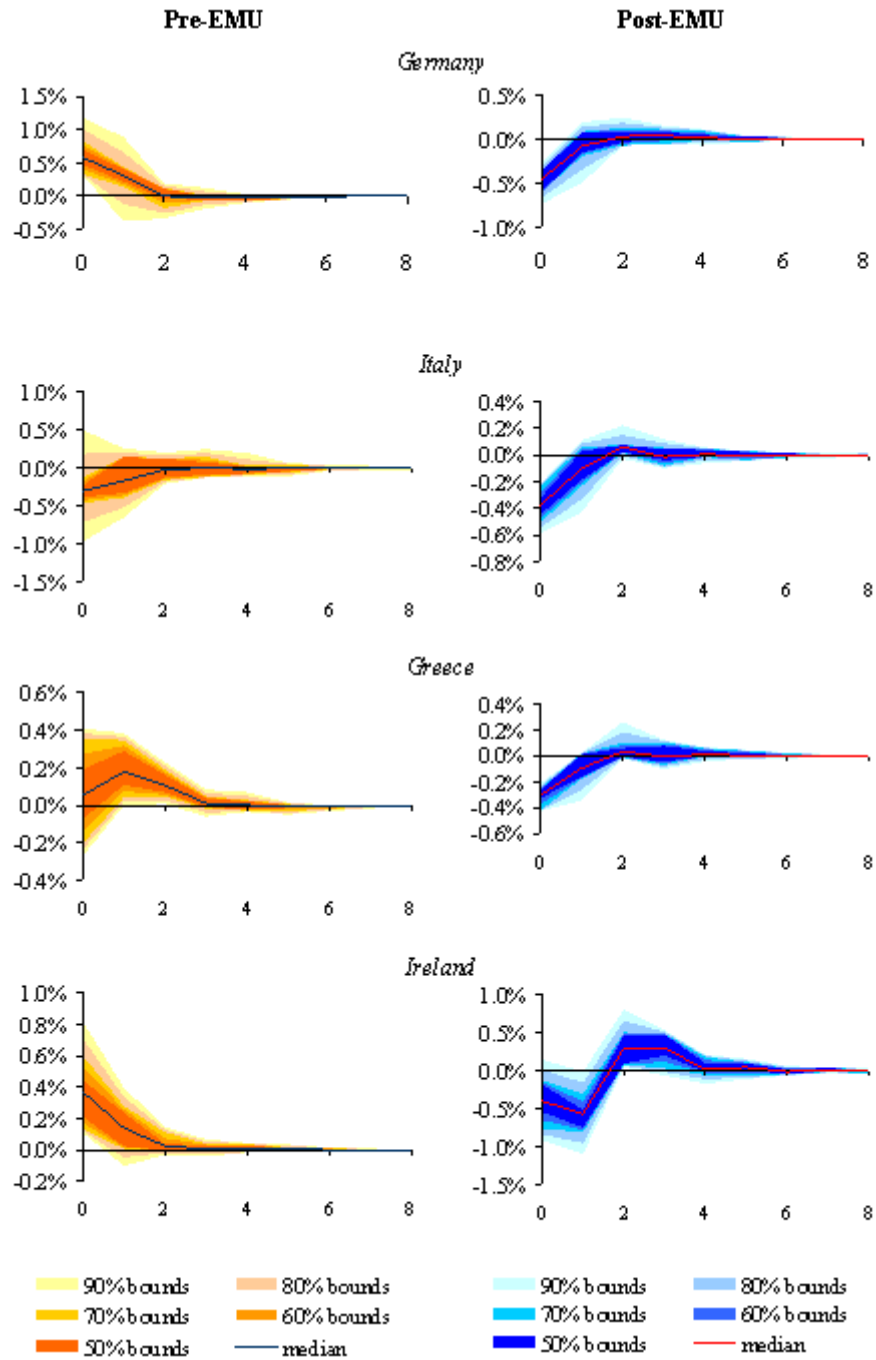 Pre-EMU Post-EMU
Germany
1.5%
1.0%
0.5%
0.0%
-0.5%
0 2 4 6 8
0.5%
0.0%
-0.5%
-1.0%
0 2 4 6 8
Italy
1.0%
0.5%
0.0%
-0.5%
-1.0%
-1.5%
0 2 4 6 8
0.4%
0.2%
0.0%
-0.2%
-0.4%
-0.6%
-0.8%
0 2 4 6 8
Greece
0.6%
0.4%
0.2%
0.0%
-0.2%
-0.4%
0 2 4 6 8
0.4%
0.2%
0.0%
-0.2%
-0.4%
-0.6%
0 2 4 6 8
Ireland
1.0%
0.8%
0.6%
0.4%
0.2%
0.0%
-0.2%
0 2 4 6 8
1.0%
0.5%
0.0%
-0.5%
-1.0%
-1.5%
0 2 4 6 8
90% bounds 80% bounds
70% bounds 60% bounds
50% bounds median
90% bounds 80% bounds
70% bounds 60% bounds
50% bounds median